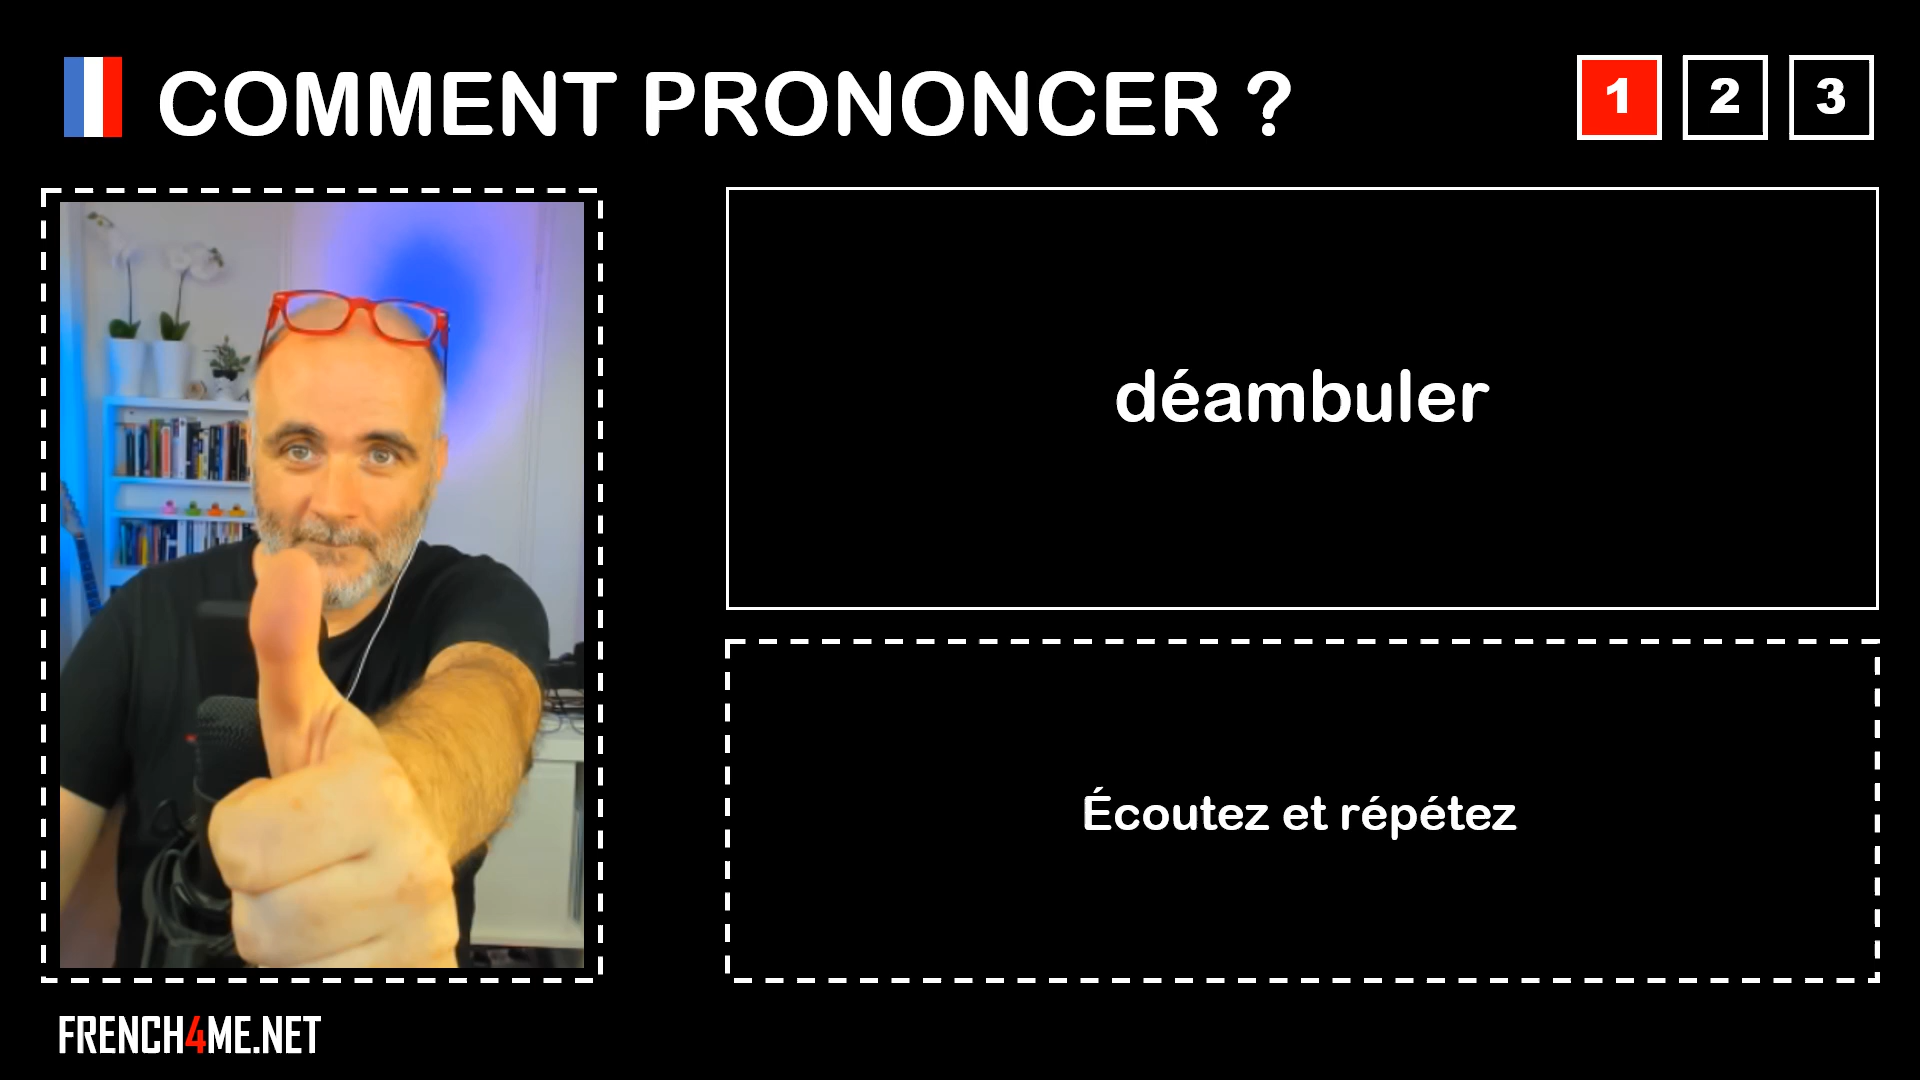 COMMENT PRONONCER ?
1 2 3
déambuler
Écoutez et répétez
FRENCH4ME.NET